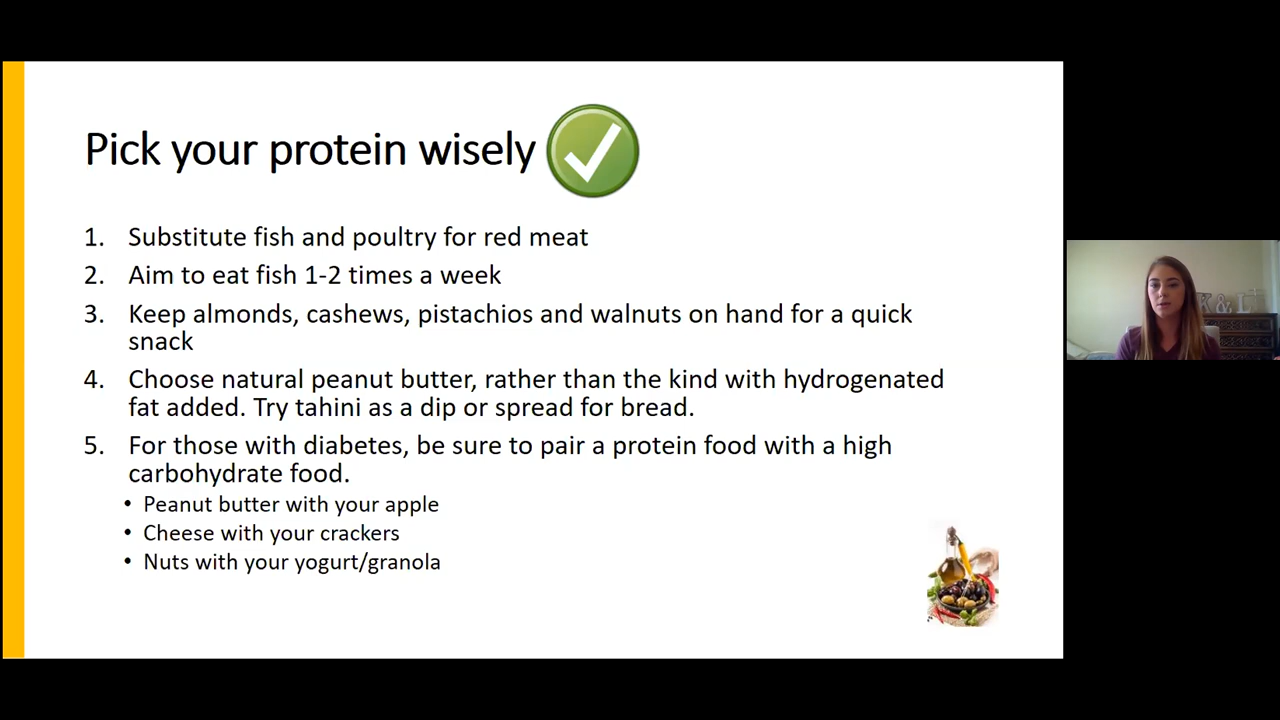 Pick your protein wisely
1. Substitute fish and poultry for red meat
2. Aim to eat fish 1-2 times a week
3. Keep almonds, cashews, pistachios and walnuts on hand for a quick
snack
4. Choose natural peanut butter, rather than the kind with hydrogenated
fat added. Try tahini as a dip or spread for bread.
5. For those with diabetes, be sure to pair a protein food with a high
carbohydrate food.
• Peanut butter with your apple
• Cheese with your crackers
• Nuts with your yogurt/granola
K & L